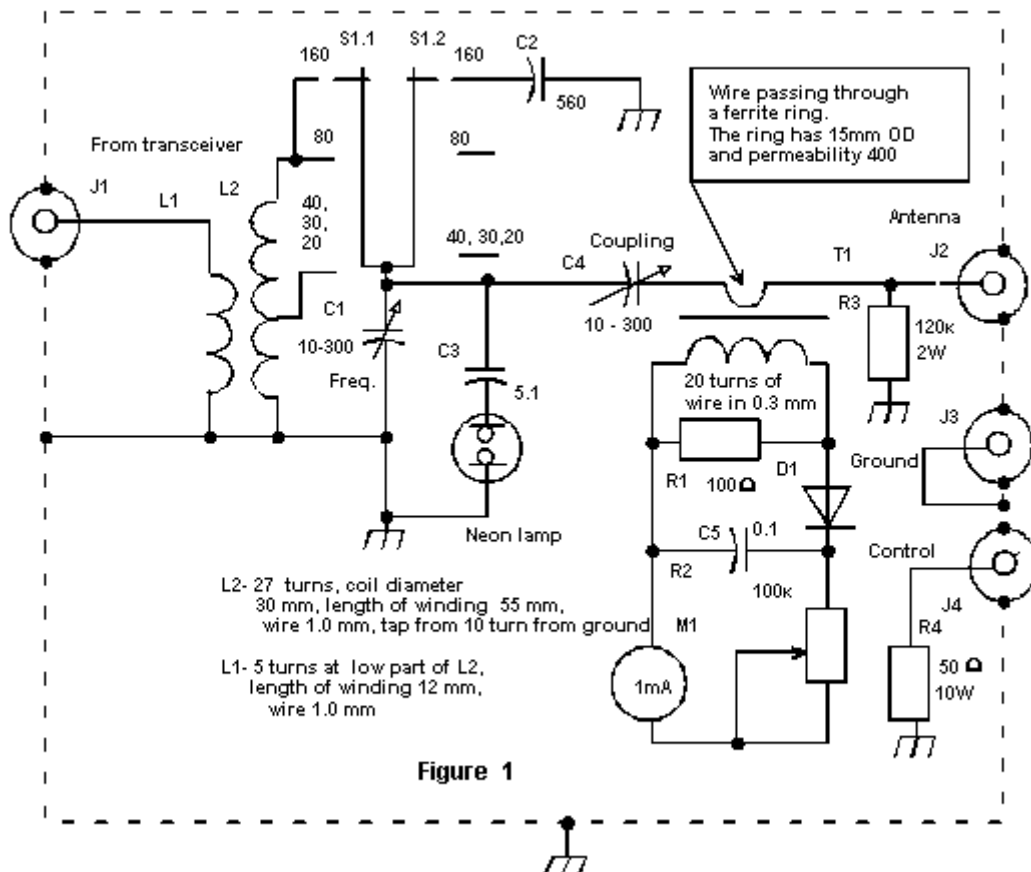 S1.1
S1.2
160
160
C2
560
80
80
From transceiver
J1
L1
L2
40,
30,
20
40, 30,20
C1
10-300
Freq.
C3
5.1
Neon lamp
Coupling
C4
10 - 300
Wire passing through
a ferrite ring.
The ring has 15mm OD
and permeability 400
T1
Antenna
J2
R3
120к
2W
20 turns of
wire in 0.3 mm
R1
100Ω
D1
C5
0.1
R2
100к
M1
1mA
J3
Ground
Control
J4
R4
50 Ω
10W
L2- 27 turns, coil diameter
30 mm, length of winding 55 mm,
wire 1.0 mm, tap from 10 turn from ground
L1- 5 turns at low part of L2,
length of winding 12 mm,
wire 1.0 mm
Figure 1